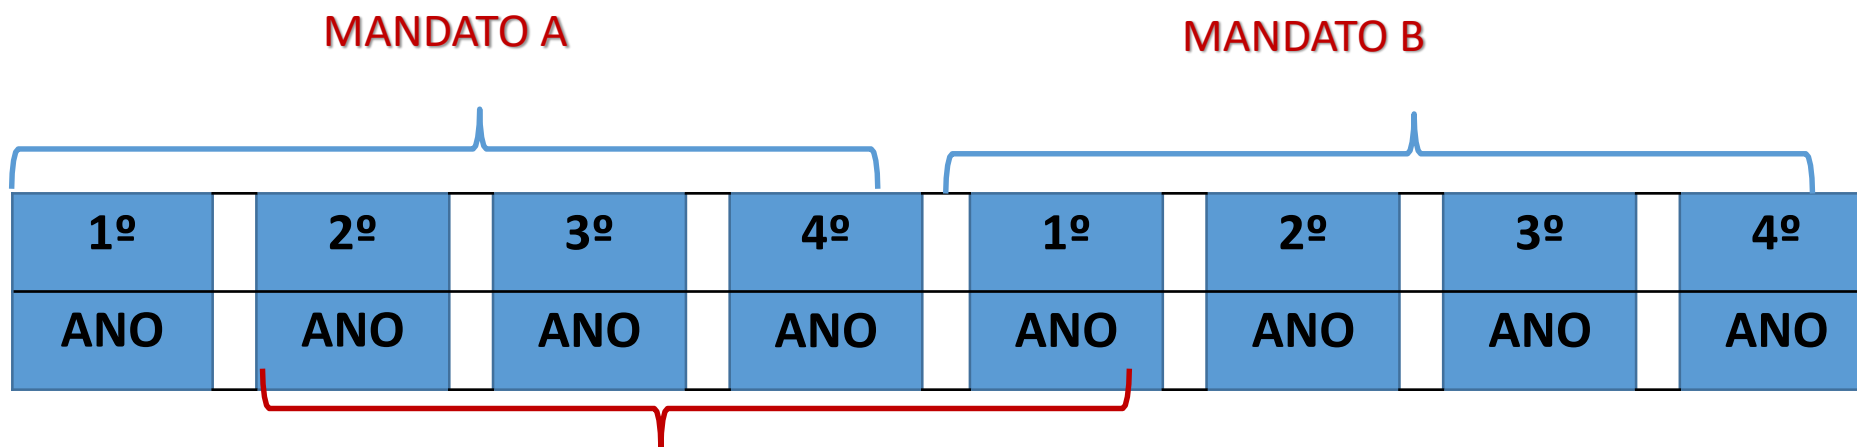 MANDATO A
MANDATO B
1º 2º 3º 4º 1º 2º 3º 4º
ANO ANO ANO ANO ANO ANO ANO ANO